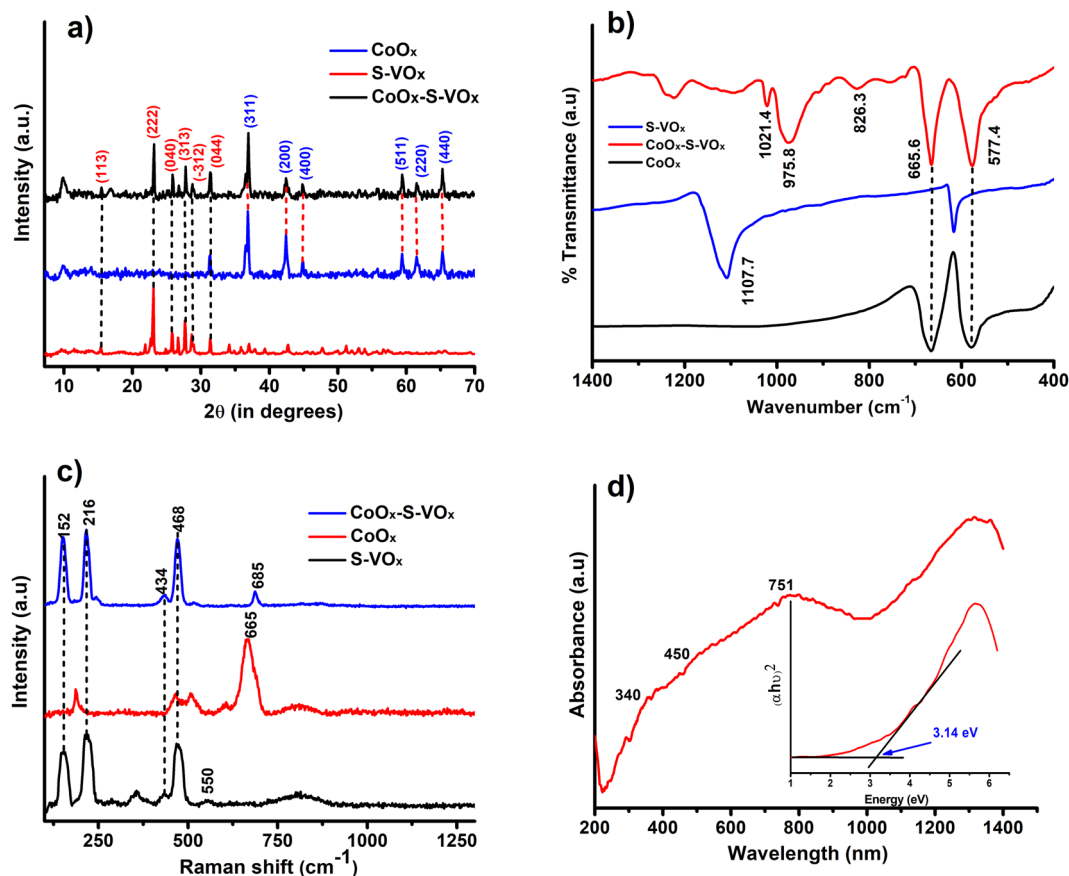 a)
CoOx
S-VOx
CoOx-S-VOx
(113)
(222)
(040)
(313)
(-312)
(044)
(311)
(200)
(400)
(511)
(220)
(440)
Intensity (a.u.)
10 20 30 40 50 60 70
2θ (in degrees)
b)
S-VOx
CoOx-S-VOx
CoOx
1021.4
975.8
826.3
665.6
577.4
1107.7
% Transmittance (a.u)
1400 1200 1000 800 600 400
Wavenumber (cm-1)
c)
CoOx-S-VOx
CoOx
S-VOx
152
216
434
468
685
665
550
Intensity (a.u)
250 500 750 1000 1250
Raman shift (cm-1)
d)
340
450
751
Absorbance (a.u)
200 400 600 800 1000 1200 1400
Wavelength (nm)
(αhυ)2
3.14 eV
1 2 3 4 5 6
Energy (eV)